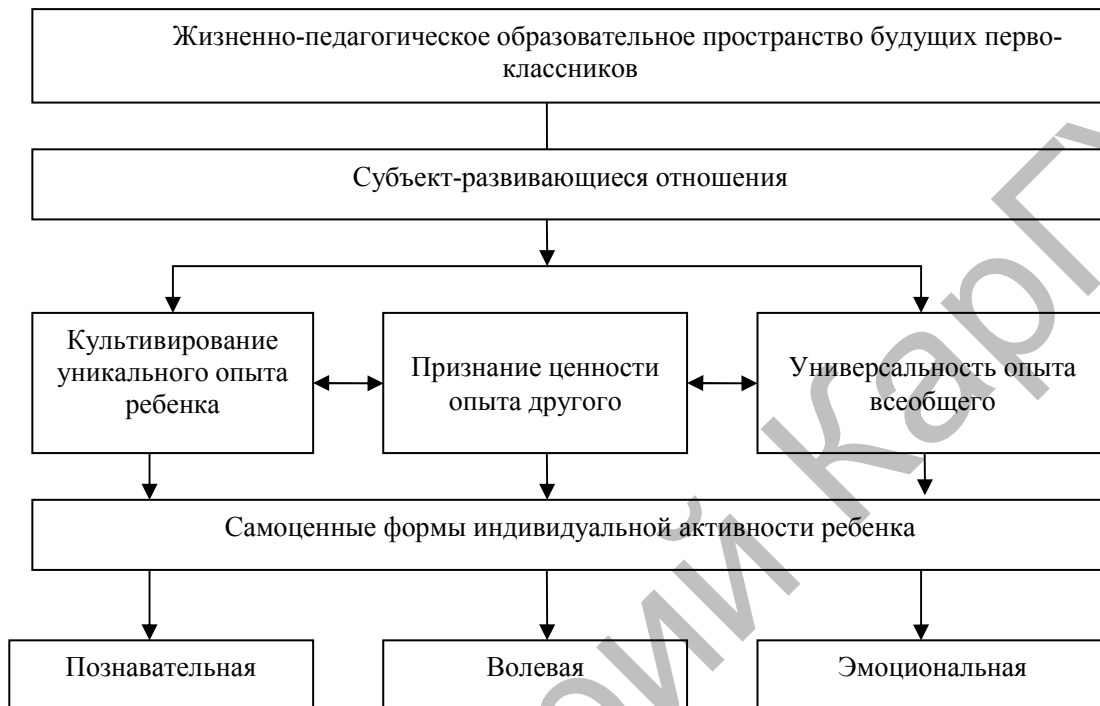 Жизненно-педагогическое образовательное пространство будущих перво-
классников
Субъект-развивающиеся отношения
Культивирование
уникального опыта
ребенка
Признание ценности
опыта другого
Универсальность опыта
всеобщего
Самоценные формы индивидуальной активности ребенка
Познавательная
Волевая
Эмоциональная